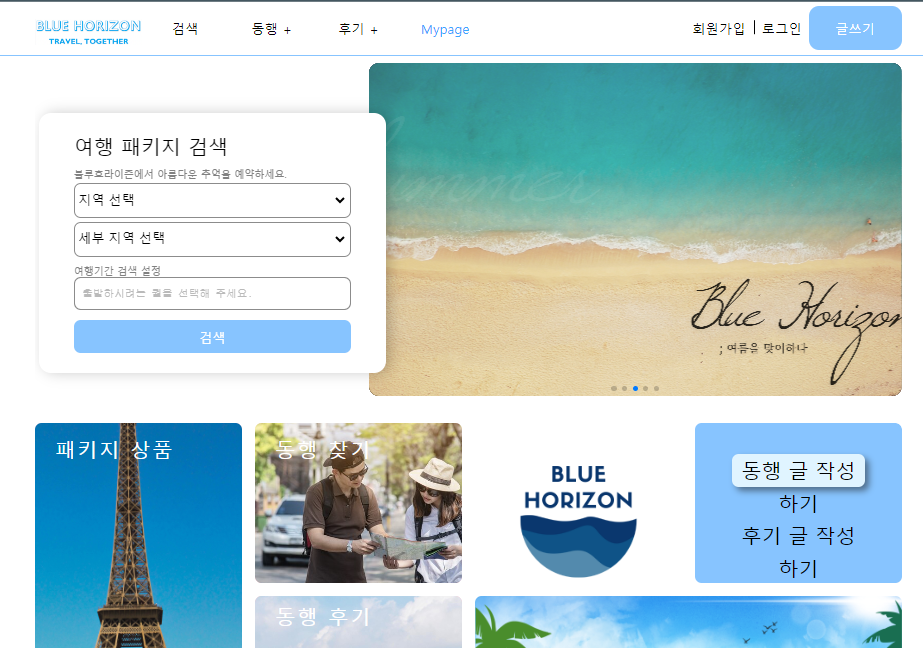 BLUE HORIZON
TRAVEL, TOGETHER
검색
동행 +
후기 +
Mypage
회원가입 | 로그인
글쓰기
여행 패키지 검색
블루호라이즌에서 아름다운 추억을 예약하세요.
지역 선택
세부 지역 선택
여행기간 검색 설정
출발하시려는 월을 선택해 주세요.
검색
summer
Blue Horizon
; 여름을 맞이하다
패키지 상품
동행 찾기
BLUE
HORIZON
동행 글 작성
하기
후기 글 작성
하기
동행 후기